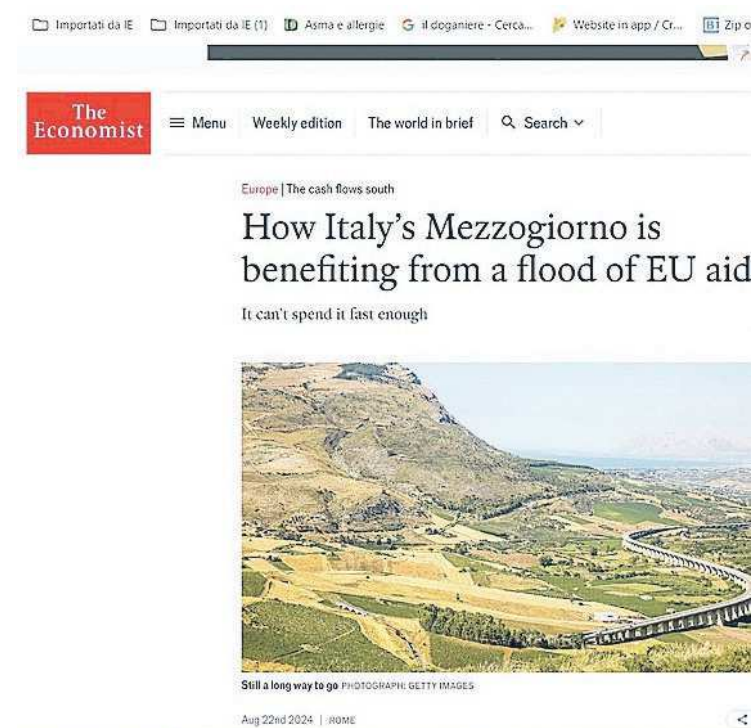 Importati da IE Importati da IE (1) Asma e allergie il doganiere - Cerca... Website in app / Cr... Zip o
The
Economist
Menu Weekly edition The world in brief Search
Europe | The cash flows south
How Italy's Mezzogiorno is
benefiting from a flood of EU aid
It can't spend it fast enough
Still a long way to go PHOTOGRAPH: GETTY IMAGES
Aug 22nd 2024 | ROME